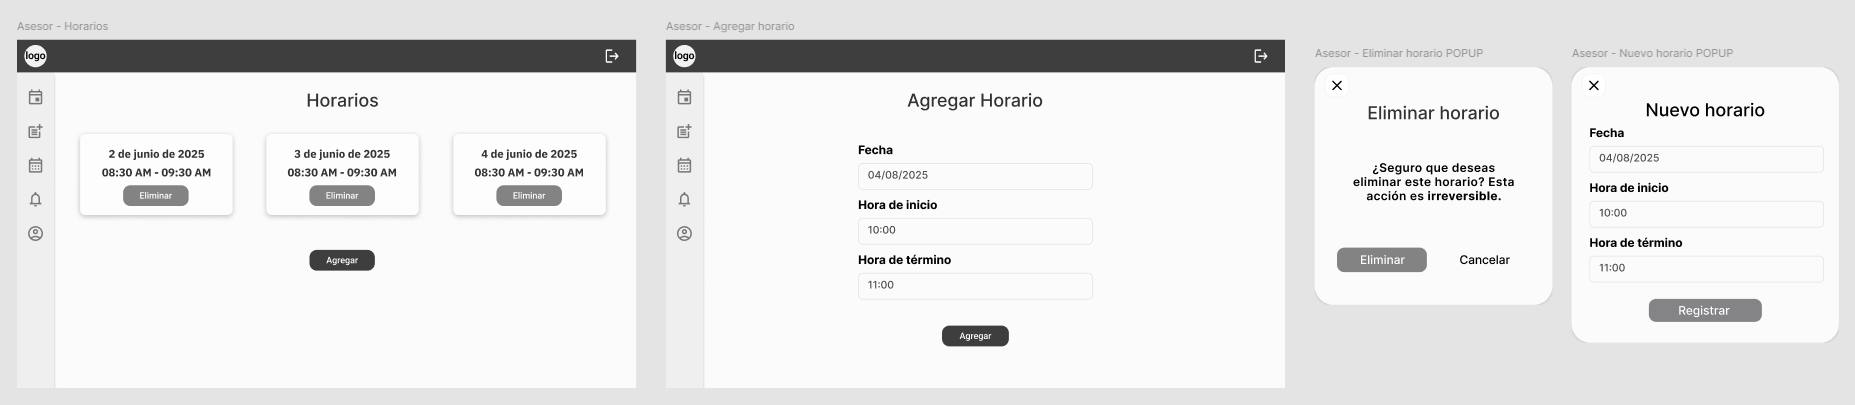 Asesor - Horarios
logo
Horarios
2 de junio de 2025
08:30 AM - 09:30 AM
Eliminar
3 de junio de 2025
08:30 AM - 09:30 AM
Eliminar
4 de junio de 2025
08:30 AM - 09:30 AM
Eliminar
Agregar
Asesor - Agregar horario
logo
Agregar Horario
Fecha
04/08/2025
Hora de inicio
10:00
Hora de término
11:00
Agregar
Asesor - Eliminar horario POPUP
Eliminar horario
¿Seguro que deseas
eliminar este horario? Esta
acción es irreversible.
Eliminar
Cancelar
Asesor - Nuevo horario POPUP
Nuevo horario
Fecha
04/08/2025
Hora de inicio
10:00
Hora de término
11:00
Registrar